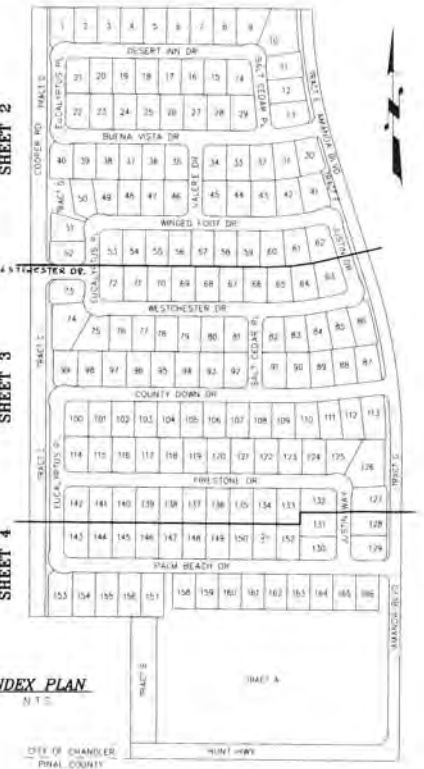 1 2 3 4 5 6 7 8 9
10
DESERT INN DR
11
21 20 19 18 17 16 15 14
12
EUCALYPTUS PL
SALT CEDAR PL
13
22 23 24 25 26 27 28 29
BUENA VISTA DR
SHEET 2
COOPER RD
TRACT G
40 39 38 37 36 35
VALERIE DR
34 33 32 31 30
50 49 48 47 46
45 44 43 42 41
51
WINGED FOOT DR
52
53 54 55 56 57 58 59 60 61 62
JUSTIN DR
EUCALYPTUS PL
73
72 71 70 69 68 67 66 65 64 63
WESTCHESTER DR
74
75 76 77 78 79 80 81
SALT CEDAR PL
82 83 84 85 86
SHEET 3
99 98 97 96 95 94 93 92
91 90 89 88 87
COUNTY DOWN DR
100 101 102 103 104 105 106 107 108 109 110 111 112 113
114 115 116 117 118 119 120 121 122 123 124 125
126
EUCALYPTUS PL
FIRESTONE DR
142 141 140 139 138 137 136 135 134 133 132
127
131
128
JUSTIN WAY
SHEET 4
143 144 145 146 147 148 149 150 152
130
129
PALM BEACH DR
153 154 155 156 157
158 159 160 161 162 163 164 165 166
TRACT A
NDEX PLAN
N.T.S.
CITY OF CHANDLER
PINAL COUNTY
HUNT HWY